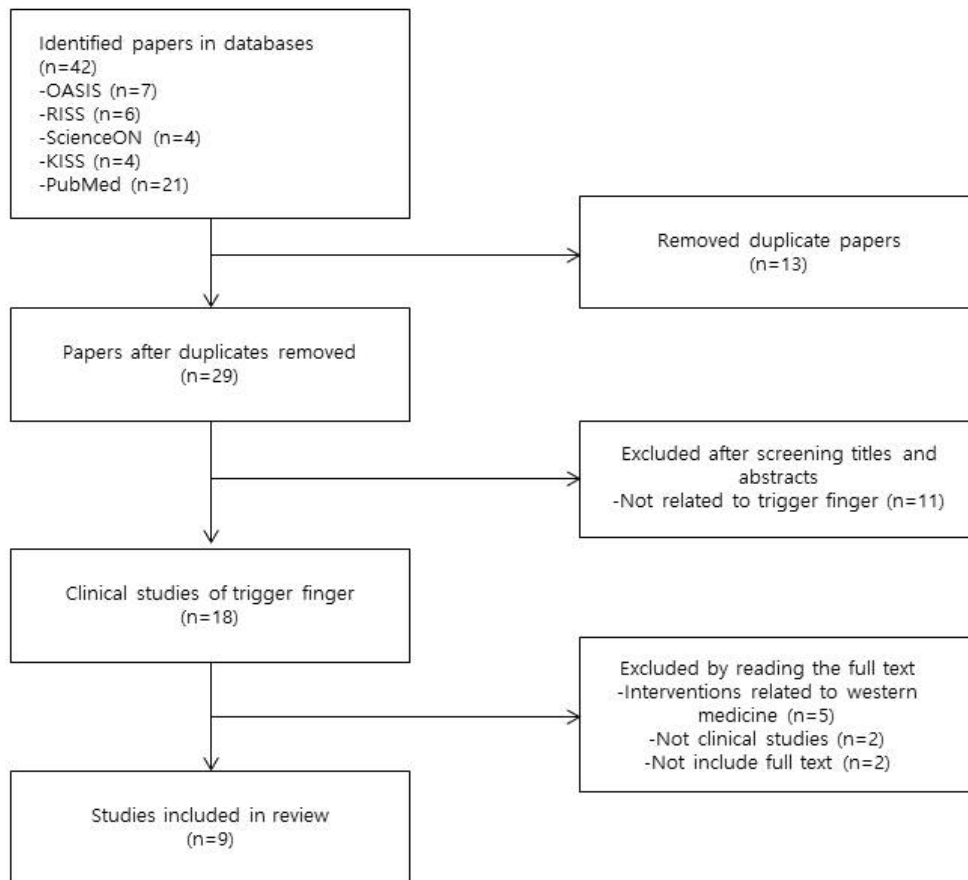 Identified papers in databases
(n=42)
-OASIS (n=7)
-RISS (n=6)
-ScienceON (n=4)
-KISS (n=4)
-PubMed (n=21)
Removed duplicate papers
(n=13)
Papers after duplicates removed
(n=29)
Excluded after screening titles and
abstracts
-Not related to trigger finger (n=11)
Clinical studies of trigger finger
(n=18)
Excluded by reading the full text
-Interventions related to western
medicine (n=5)
-Not clinical studies (n=2)
-Not include full text (n=2)
Studies included in review
(n=9)